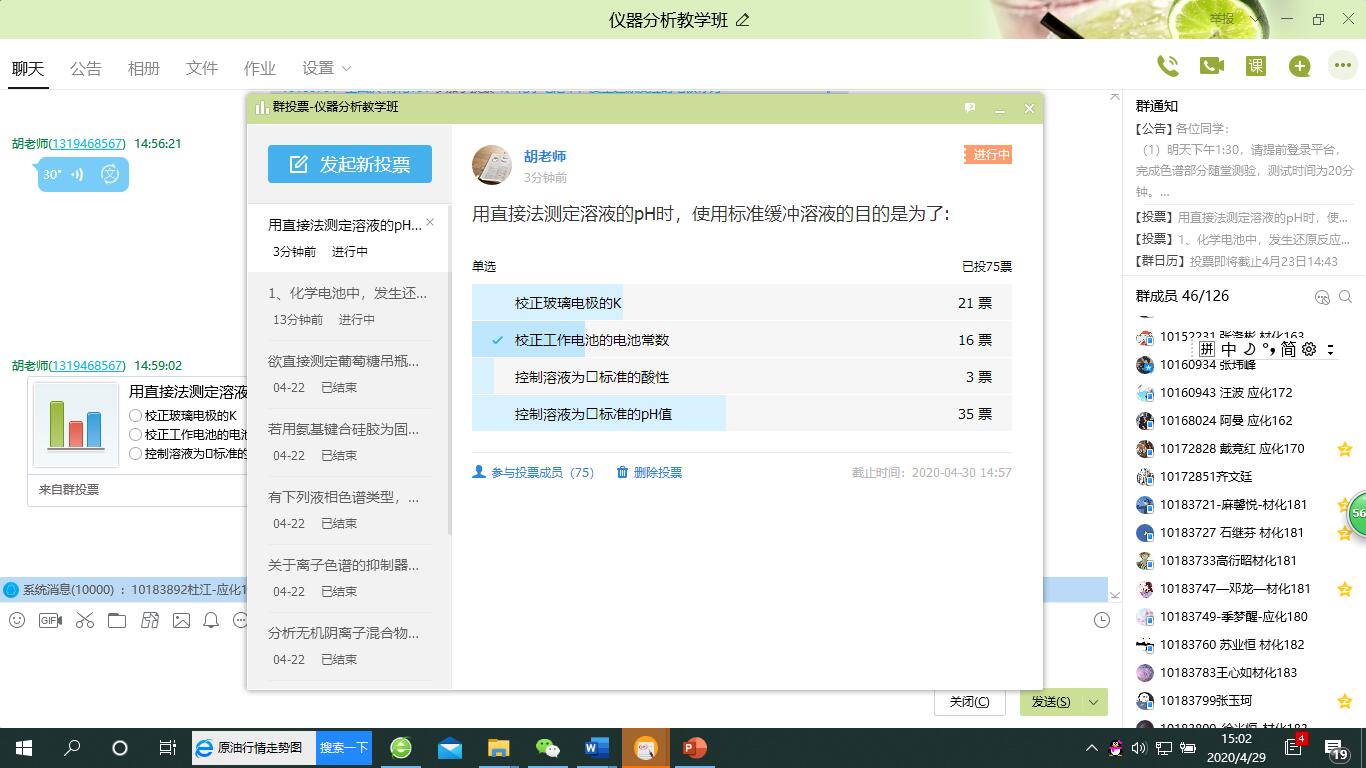 仪器分析教学班
举报
聊天 公告 相册 文件 作业 设置
课
群投票-仪器分析教学班
发起新投票
用直接法测定溶液的pH...
3分钟前 进行中
1、化学电池中，发生还...
13分钟前 进行中
欲直接测定葡萄糖吊瓶...
04-22 已结束
若用氨基键合硅胶为固...
04-22 已结束
有下列液相色谱类型，...
04-22 已结束
关于离子色谱的抑制器...
04-22 已结束
分析无机阴离子混合物...
04-22 已结束
胡老师
3分钟前
进行中
用直接法测定溶液的pH时，使用标准缓冲溶液的目的是为了:
单选 已投75票
校正玻璃电极的K 21 票
校正工作电池的电池常数 16 票
控制溶液为□标准的酸性 3 票
控制溶液为□标准的pH值 35 票
参与投票成员（75） 删除投票 截止时间：2020-04-30 14:57
胡老师(1319468567) 14:56:21
30"
胡老师(1319468567) 14:59:02
用直接法测定溶液
校正玻璃电极的K
校正工作电池的电池
控制溶液为□标准的
来自群投票
系统消息(10000) ：10183892杜江-应化1
GIF
关闭(C) 发送(S)
群通知
【公告】各位同学：
（1）明天下午1:30，请提前登录平台，
完成色谱部分随堂测验，测试时间为20分
钟。...
【投票】用直接法测定溶液的pH时，使...
【投票】1、化学电池中，发生还原反应...
【群日历】投票即将截止4月23日14:43
群成员 46/126
拼 中 简
10160934 张玮峰
10160943 汪波 应化172
10168024 阿曼 应化162
10172828 戴竞红 应化170
10172851齐文廷
10183721-麻馨悦-材化181
10183727 石继芬 材化181
10183733高衍昭材化181
10183747—邓龙—材化181
10183749-季梦醒-应化180
10183760 苏业恒 材化182
10183783王心如材化183
10183799张玉珂
56
原油行情走势图 搜索一下
15:02
2020/4/29
4
19